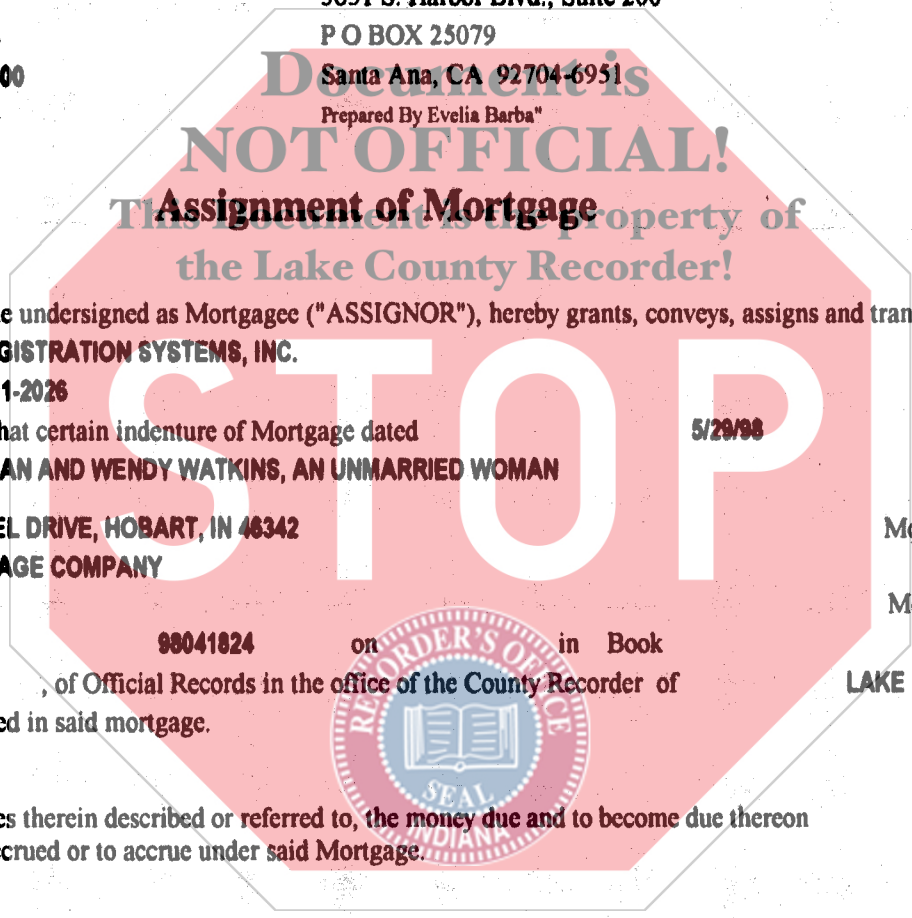 P O BOX 25079
00 Santa Ana, CA 92704-6951
Document is
Prepared By Evelia Barba"
NOT OFFICIAL!
Assignment of Mortgage
This Document is the property of
the Lake County Recorder!
e undersigned as Mortgagee ("ASSIGNOR"), hereby grants, conveys, assigns and tran
GISTRATION SYSTEMS, INC.
1-2026
hat certain indenture of Mortgage dated 5/29/98
AN AND WENDY WATKINS, AN UNMARRIED WOMAN
EL DRIVE, HOBART, IN 46342
AGE COMPANY
STOP
98041824 on in Book
, of Official Records in the office of the County Recorder of LAKE
ed in said mortgage.
RECORDER'S OFFICE
SEAL
INDIANA
es therein described or referred to, the money due and to become due thereon
ccrued or to accrue under said Mortgage.